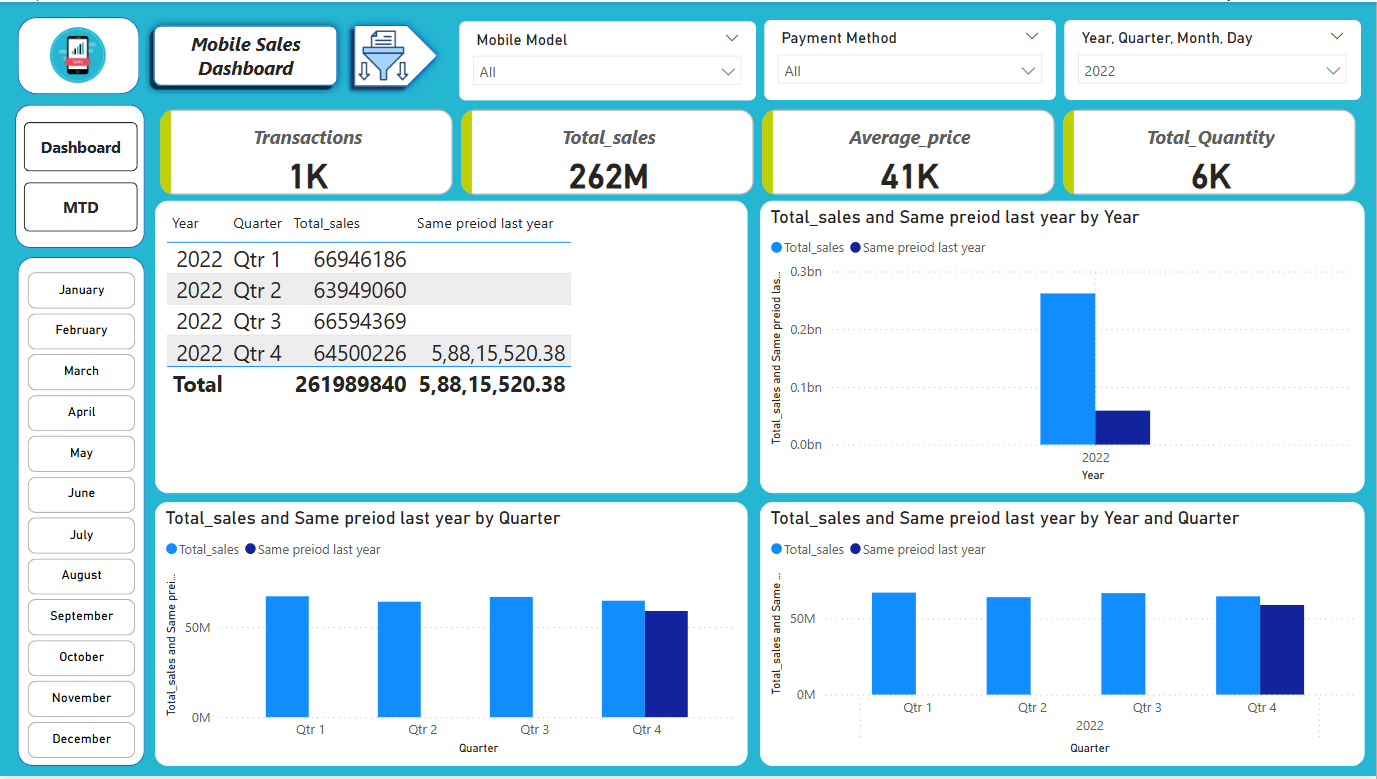 Sales
Mobile Sales
Dashboard
Mobile Model
All
Payment Method
All
Year, Quarter, Month, Day
2022
Dashboard
MTD
January
February
March
April
May
June
July
August
September
October
November
December
Transactions
1K
Total_sales
262M
Average_price
41K
Total_Quantity
6K
Year Quarter Total_sales Same preiod last year
2022 Qtr 1 66946186
2022 Qtr 2 63949060
2022 Qtr 3 66594369
2022 Qtr 4 64500226 5,88,15,520.38
Total 261989840 5,88,15,520.38
Total_sales and Same preiod last year by Year
Total_sales Same preiod last year
Total_sales and Same preiod las...
0.3bn
0.2bn
0.1bn
0.0bn
2022
Year
Total_sales and Same preiod last year by Quarter
Total_sales Same preiod last year
Total_sales and Same prei...
50M
0M
Qtr 1 Qtr 2 Qtr 3 Qtr 4
Quarter
Total_sales and Same preiod last year by Year and Quarter
Total_sales Same preiod last year
Total_sales and Same ...
50M
0M
Qtr 1 Qtr 2 Qtr 3 Qtr 4
2022
Quarter